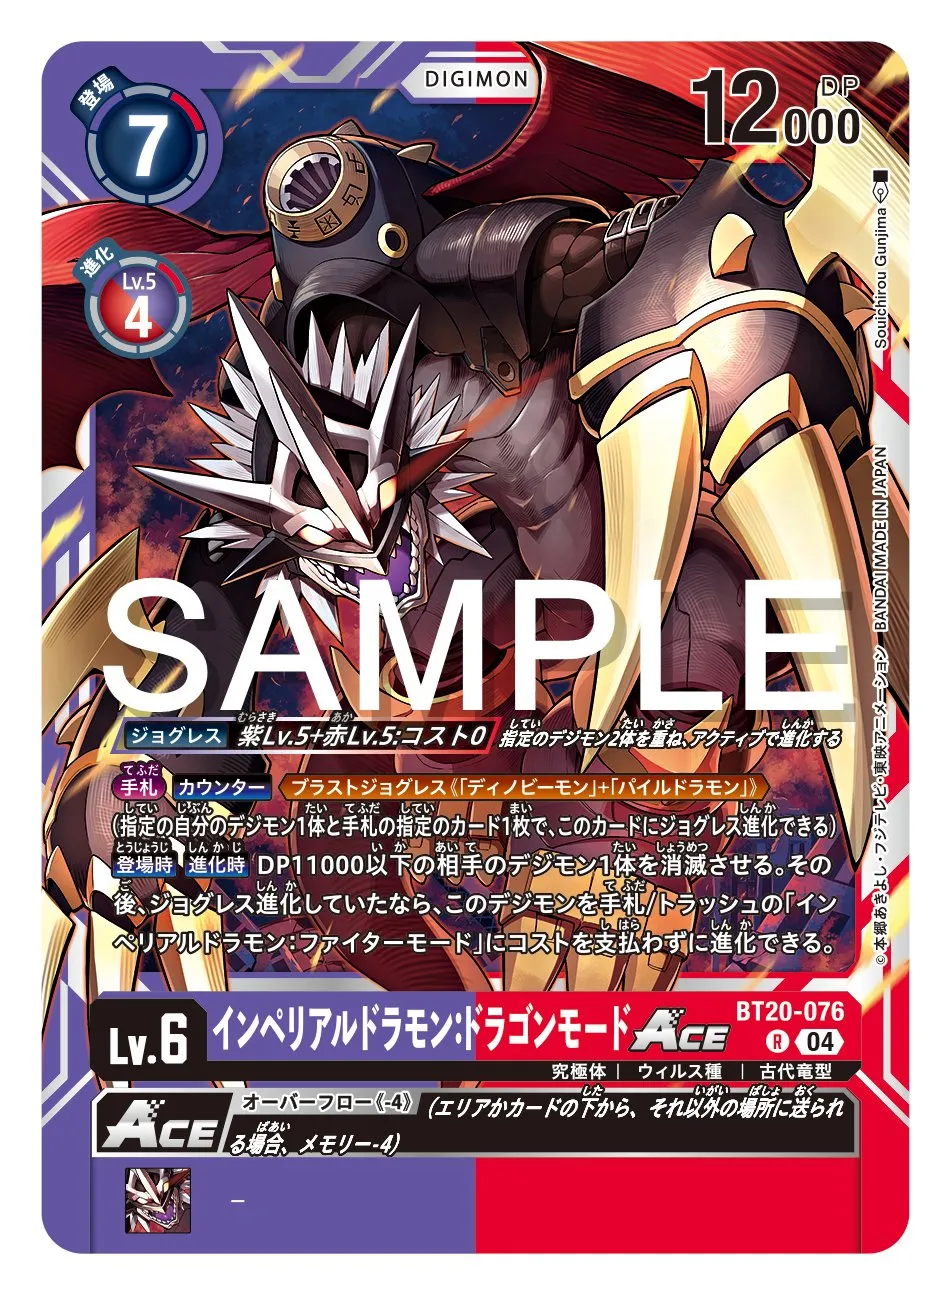 登場
7
DIGIMON
12000
DP
進化
Lv.5
4
Souichirou Gunjima
SAMPLE
ジョグレス 紫Lv.5+赤Lv.5:コスト0 指定のデジモン2体を重ね、アクティブで進化する
手札 カウンター ブラストジョグレス《「ディノビーモン」+「パイルドラモン」》
(指定の自分のデジモン1体と手札の指定のカード1枚で、このカードにジョグレス進化できる)
登場時 進化時 DP11000以下の相手のデジモン1体を消滅させる。その
後、ジョグレス進化していたなら、このデジモンを手札/トラッシュの「イン
ペリアルドラモン:ファイターモード」にコストを支払わずに進化できる。
©本郷あきよし・フジテレビ・東映アニメーション BANDAI MADE IN JAPAN
Lv.6
インペリアルドラモン:ドラゴンモード ACE
BT20-076
R 04
究極体 | ウィルス種 | 古代竜型
ACE
オーバーフロー《-4》 (エリアかカードの下から、それ以外の場所に送られ
る場合、メモリー-4)
–